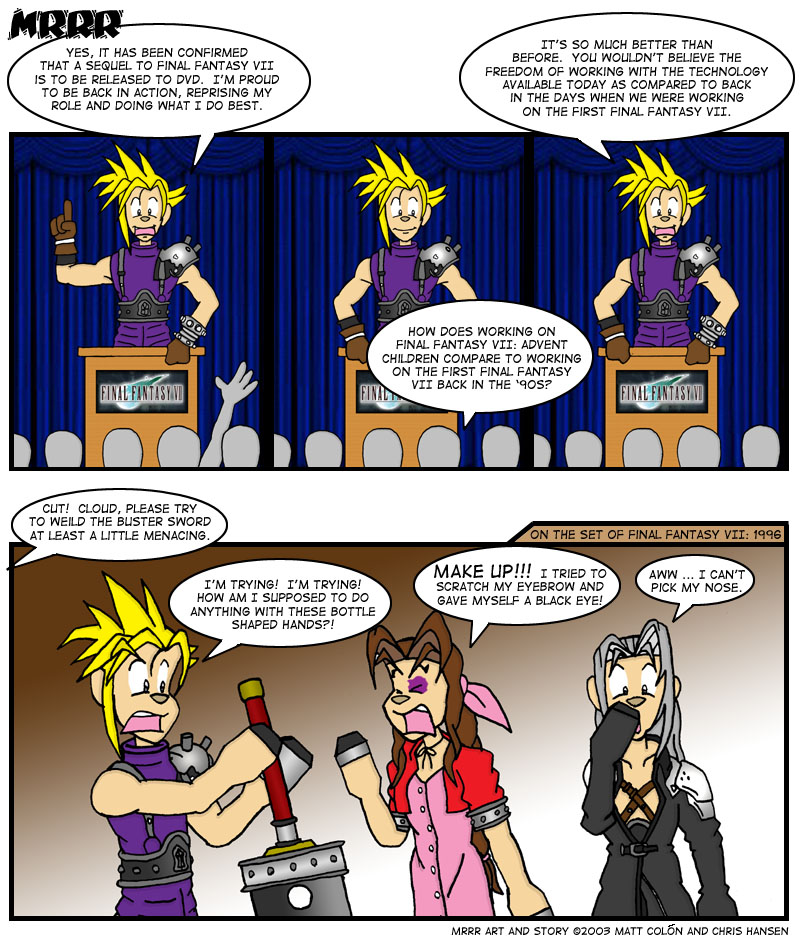 MRRR
YES, IT HAS BEEN CONFIRMED
THAT A SEQUEL TO FINAL FANTASY VII
IS TO BE RELEASED TO DVD. I'M PROUD
TO BE BACK IN ACTION, REPRISING MY
ROLE AND DOING WHAT I DO BEST.
FINAL FANTASY VII
HOW DOES WORKING ON
FINAL FANTASY VII: ADVENT
CHILDREN COMPARE TO WORKING
ON THE FIRST FINAL FANTASY
VII BACK IN THE '90S?
FINAL FA
IT'S SO MUCH BETTER THAN
BEFORE. YOU WOULDN'T BELIEVE THE
FREEDOM OF WORKING WITH THE TECHNOLOGY
AVAILABLE TODAY AS COMPARED TO BACK
IN THE DAYS WHEN WE WERE WORKING
ON THE FIRST FINAL FANTASY VII.
FINAL FANTASY VII
ON THE SET OF FINAL FANTASY VII: 1996
CUT! CLOUD, PLEASE TRY
TO WEILD THE BUSTER SWORD
AT LEAST A LITTLE MENACING.
I'M TRYING! I'M TRYING!
HOW AM I SUPPOSED TO DO
ANYTHING WITH THESE BOTTLE
SHAPED HANDS?!
MAKE UP!!! I TRIED TO
SCRATCH MY EYEBROW AND
GAVE MYSELF A BLACK EYE!
AWW ... I CAN'T
PICK MY NOSE.
MRRR ART AND STORY ©2003 MATT COLÓN AND CHRIS HANSEN